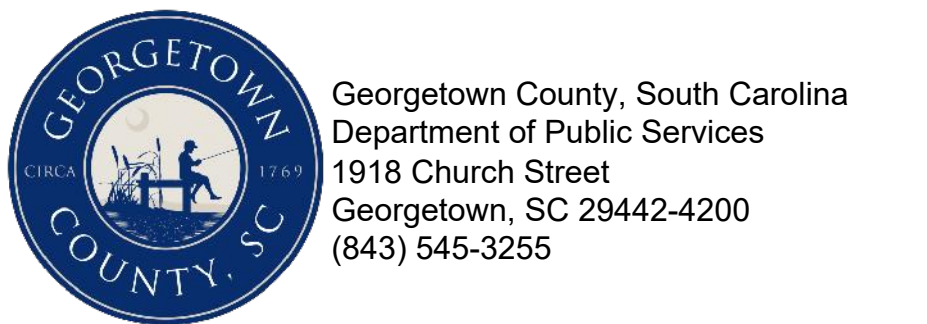 GEORGETOWN
CIRCA 1769
COUNTY, SC
Georgetown County, South Carolina
Department of Public Services
1918 Church Street
Georgetown, SC 29442-4200
(843) 545-3255